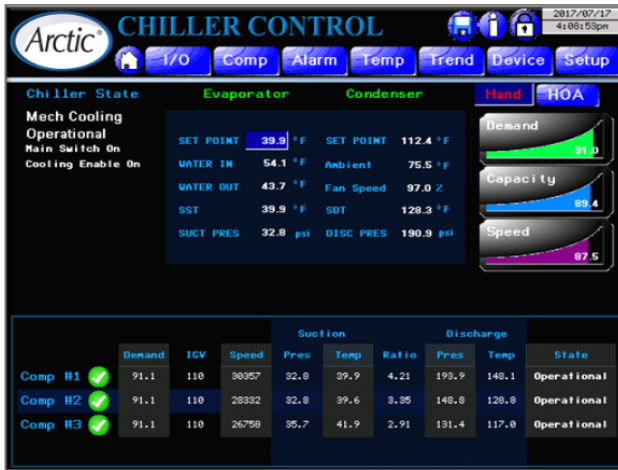 Arctic®
CHILLER CONTROL
2017/07/17
4:08:53pm
I/O Comp Alarm Temp Trend Device Setup
Chiller State Evaporator Condenser Hand HOA
Mech Cooling
Operational
Main Switch On
Cooling Enable On
SET POINT 39.9 °F SET POINT 112.4 °F
WATER IN 54.1 °F Ambient 75.5 °F
WATER OUT 43.7 °F Fan Speed 97.0 %
SST 39.9 °F SDT 128.3 °F
SUCT PRES 32.8 psi DISC PRES 190.9 psi
Demand
91.0
Capacity
89.4
Speed
87.5
Suction Discharge
Demand IGV Speed Pres Temp Ratio Pres Temp State
Comp #1 91.1 110 30357 32.8 39.9 4.21 193.9 148.1 Operational
Comp #2 91.1 110 28332 32.8 39.6 3.35 148.8 128.8 Operational
Comp #3 91.1 110 26758 35.7 41.9 2.91 131.4 117.0 Operational